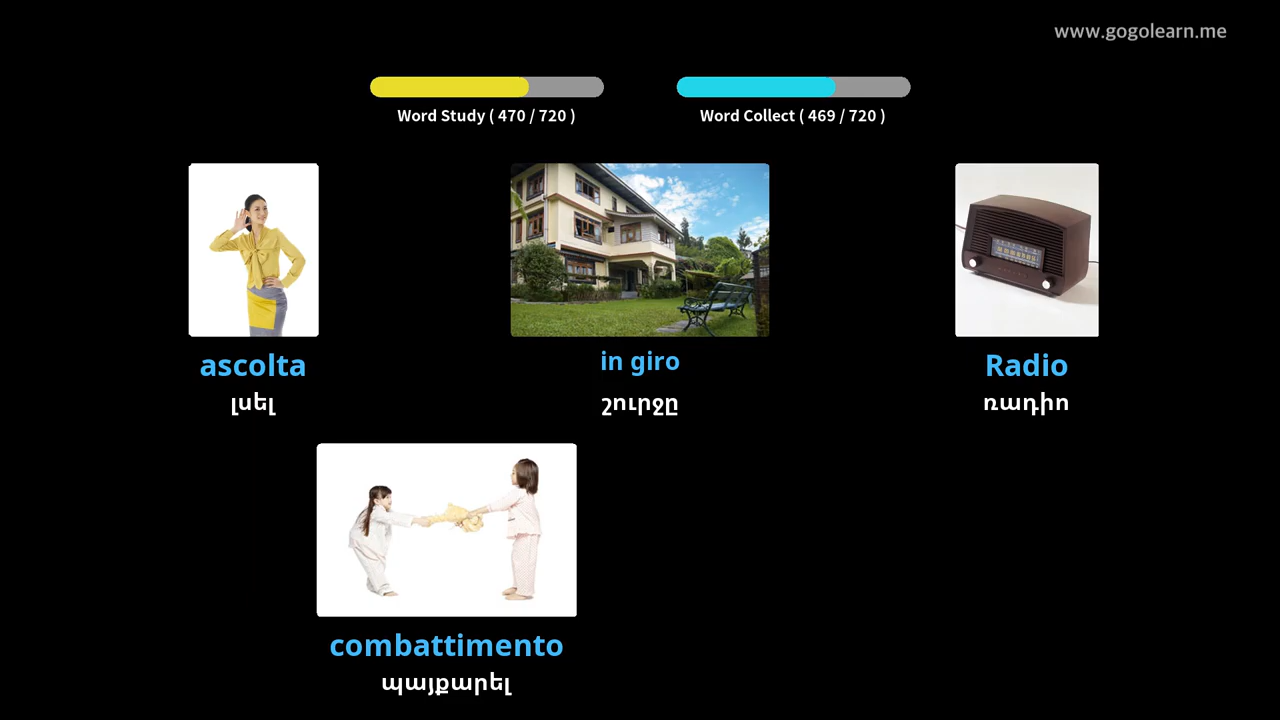 www.gogolearn.me
Word Study ( 470 / 720 )
Word Collect ( 469 / 720 )
ascolta
լսել
in giro
շուրջը
Radio
ռադիո
combattimento
պայքարել